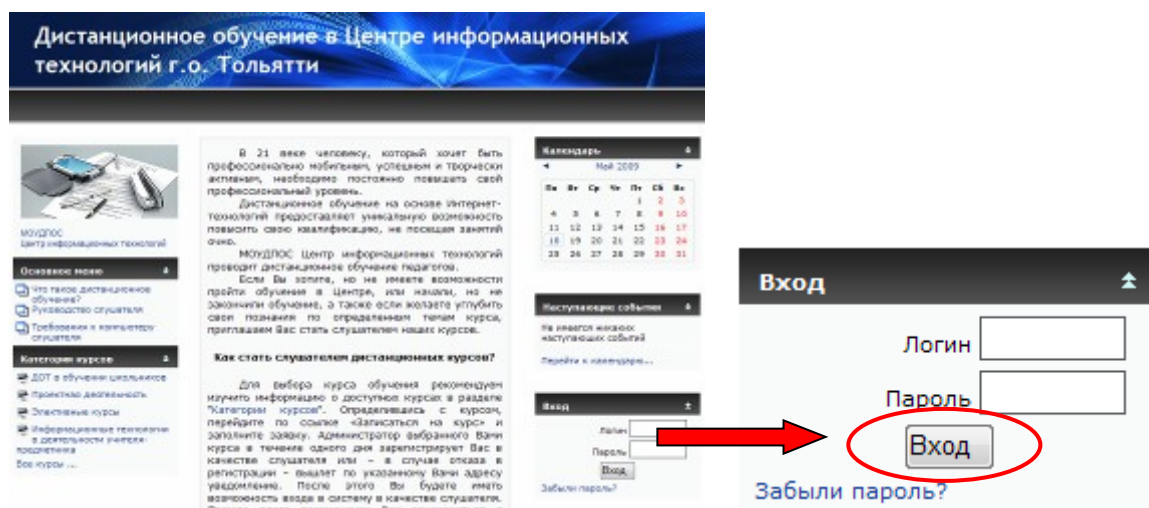 Дистанционное обучение в Центре информационных
технологий г.о. Тольятти
МОУДПОС
Центр информационных технологий
Основное меню
Что такое дистанционное
обучение?
Руководство слушателя
Требования к компьютеру
слушателя
Категории курсов
ДОТ в обучении школьников
Проектная деятельность
Элективные курсы
Информационные технологии
в деятельности учителя-
предметника
Все курсы ...
В 21 веке человеку, который хочет быть
профессионально мобильным, успешным и творчески
активным, необходимо постоянно повышать свой
профессиональный уровень.
Дистанционное обучение на основе Интернет-
технологий предоставляет уникальную возможность
повысить свою квалификацию, не посещая занятий
очно.
МОУДПОС Центр информационных технологий
проводит дистанционное обучение педагогов.
Если Вы хотите, но не имеете возможности
пройти обучение в Центре, или начали, но не
закончили обучение, а также если желаете углубить
свои познания по определенным темам курса,
приглашаем Вас стать слушателем наших курсов.
Как стать слушателем дистанционных курсов?
Для выбора курса обучения рекомендуем
изучить информацию о доступных курсах в разделе
"Категории курсов". Определившись с курсом,
перейдите по ссылке «Записаться на курс» и
заполните заявку. Администратор выбранного Вами
курса в течение одного дня зарегистрирует Вас в
качестве слушателя или – в случае отказа в
регистрации – вышлет по указанному Вами адресу
уведомление. После этого Вы будете иметь
возможность входа в систему в качестве слушателя.
Календарь
Май 2009
Пн Вт Ср Чт Пт Сб Вс
1 2 3
4 5 6 7 8 9 10
11 12 13 14 15 16 17
18 19 20 21 22 23 24
25 26 27 28 29 30 31
Наступающие события
Не имеется никаких
наступающих событий
Перейти к календарю...
Вход
Логин
Пароль
Вход
Забыли пароль?
Вход
Логин
Пароль
Вход
Забыли пароль?